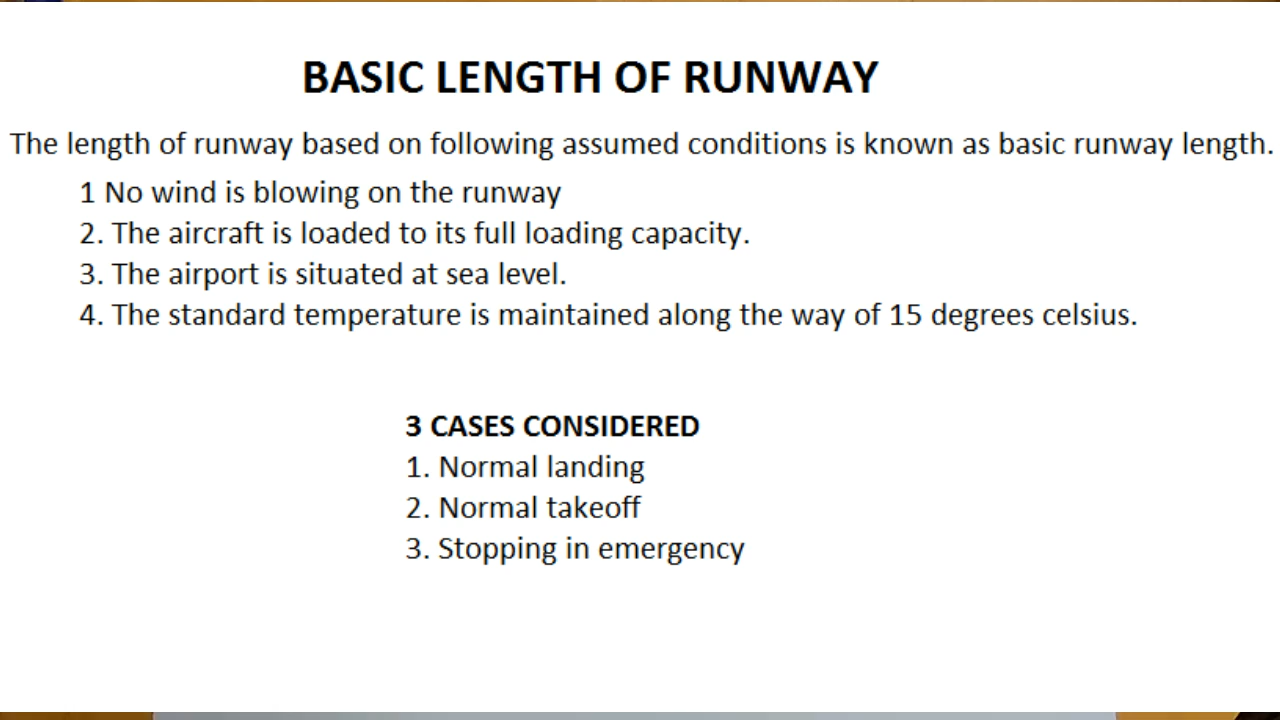 BASIC LENGTH OF RUNWAY
The length of runway based on following assumed conditions is known as basic runway length.
1 No wind is blowing on the runway
2. The aircraft is loaded to its full loading capacity.
3. The airport is situated at sea level.
4. The standard temperature is maintained along the way of 15 degrees celsius.
3 CASES CONSIDERED
1. Normal landing
2. Normal takeoff
3. Stopping in emergency